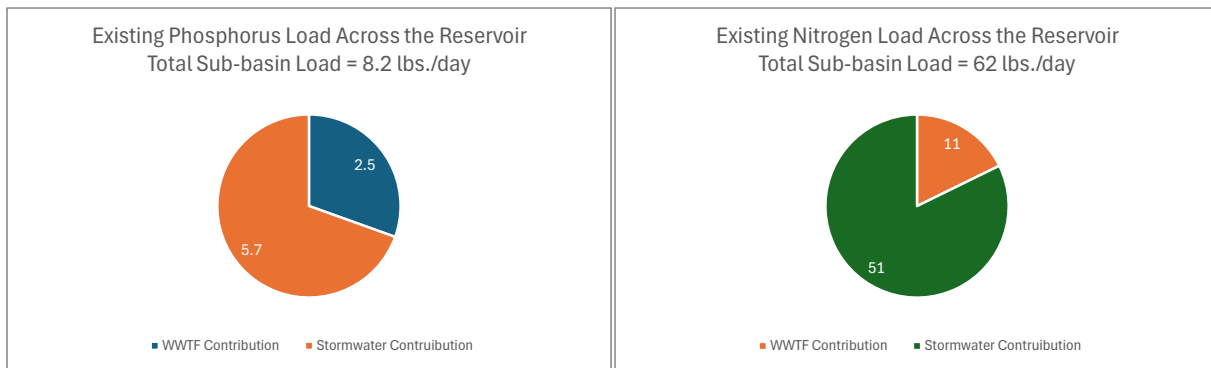 Existing Phosphorus Load Across the Reservoir
Total Sub-basin Load = 8.2 lbs./day
2.5
5.7
WWTF Contribution
Stormwater Contruibution
Existing Nitrogen Load Across the Reservoir
Total Sub-basin Load = 62 lbs./day
11
51
WWTF Contribution
Stormwater Contruibution